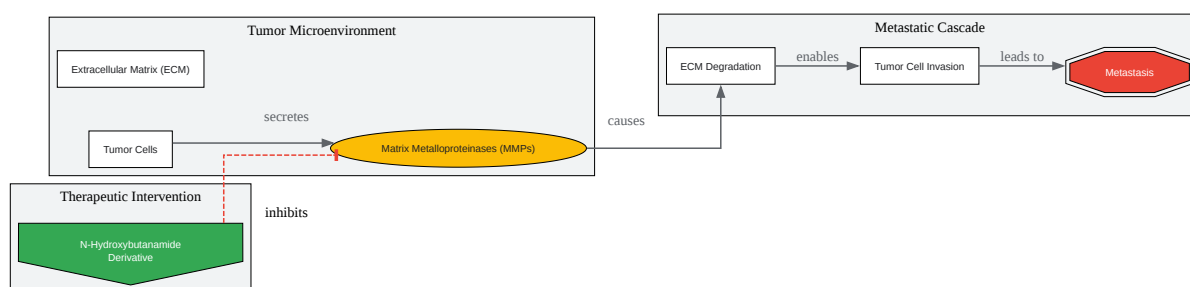 Tumor Microenvironment
Extracellular Matrix (ECM)
Tumor Cells
secretes
Matrix Metalloproteinases (MMPs)
causes
Metastatic Cascade
ECM Degradation
enables
Tumor Cell Invasion
leads to
Metastasis
Therapeutic Intervention
N-Hydroxybutanamide
Derivative
inhibits